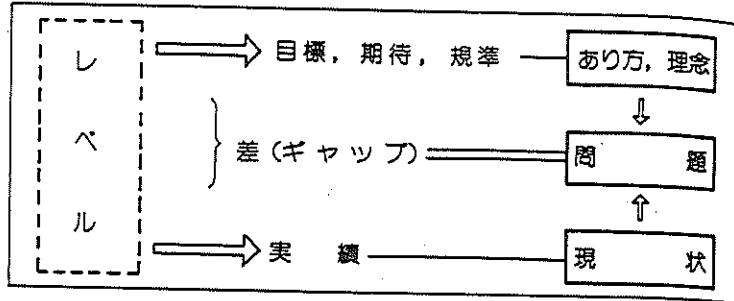 レベル
目標，期待，規準
あり方，理念
差（ギャップ）
問題
実績
現状